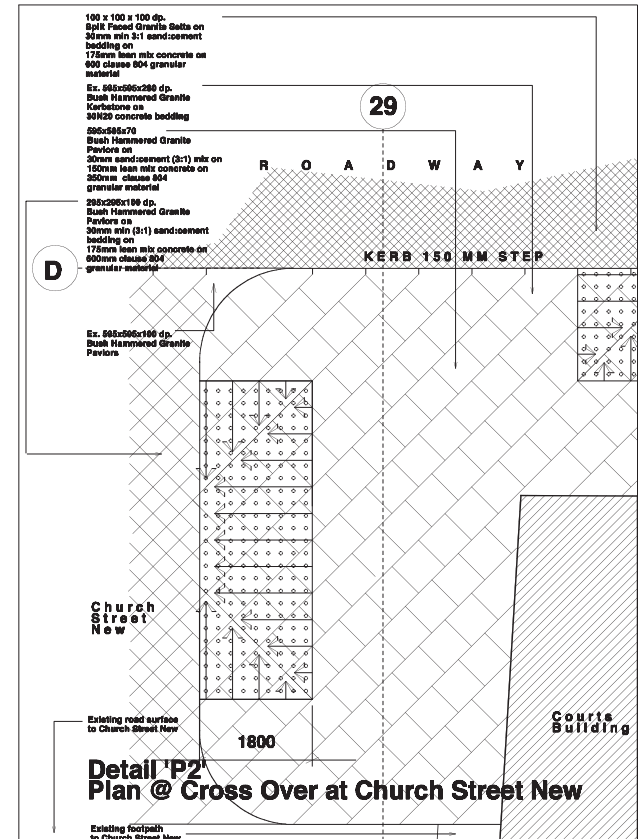 100 x 100 x 100 dp.
Split Faced Granite Setts on
30mm min 3:1 sand:cement
bedding on
175mm lean mix concrete on
600 clause 804 granular
material
Ex. 595x595x280 dp.
Bush Hammered Granite
Kerbstone on
30N20 concrete bedding
595x595x70
Bush Hammered Granite
Paviors on
30mm sand:cement (3:1) mix on
150mm lean mix concrete on
350mm clause 804
granular material
295x295x100 dp.
Bush Hammered Granite
Paviors on
30mm min (3:1) sand:cement
bedding on
175mm lean mix concrete on
600mm clause 804
granular material
29
ROADWAY
KERB 150 MM STEP
D
Ex. 595x595x100 dp.
Bush Hammered Granite
Paviors
Church
Street
New
Existing road surface
to Church Street New
1800
Courts
Building
Detail 'P2'
Plan @ Cross Over at Church Street New
Existing footpath
to Church Street New